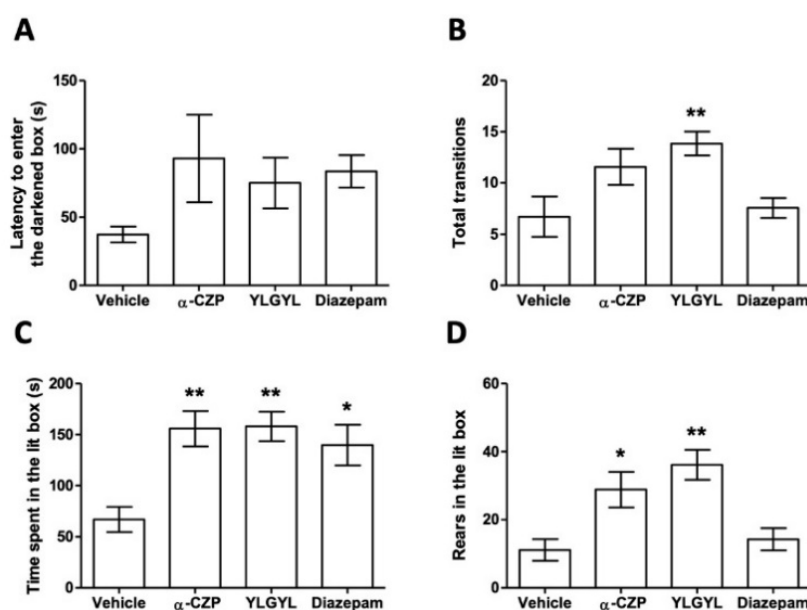 A
Latency to enter
the darkened box (s)
150
100
50
0
Vehicle
α-CZP
YLGYL
Diazepam
B
Total transitions
20
15
10
5
0
**
Vehicle
α-CZP
YLGYL
Diazepam
C
Time spent in the lit box (s)
200
150
100
50
0
**
**
*
Vehicle
α-CZP
YLGYL
Diazepam
D
Rears in the lit box
60
40
20
0
*
**
Vehicle
α-CZP
YLGYL
Diazepam